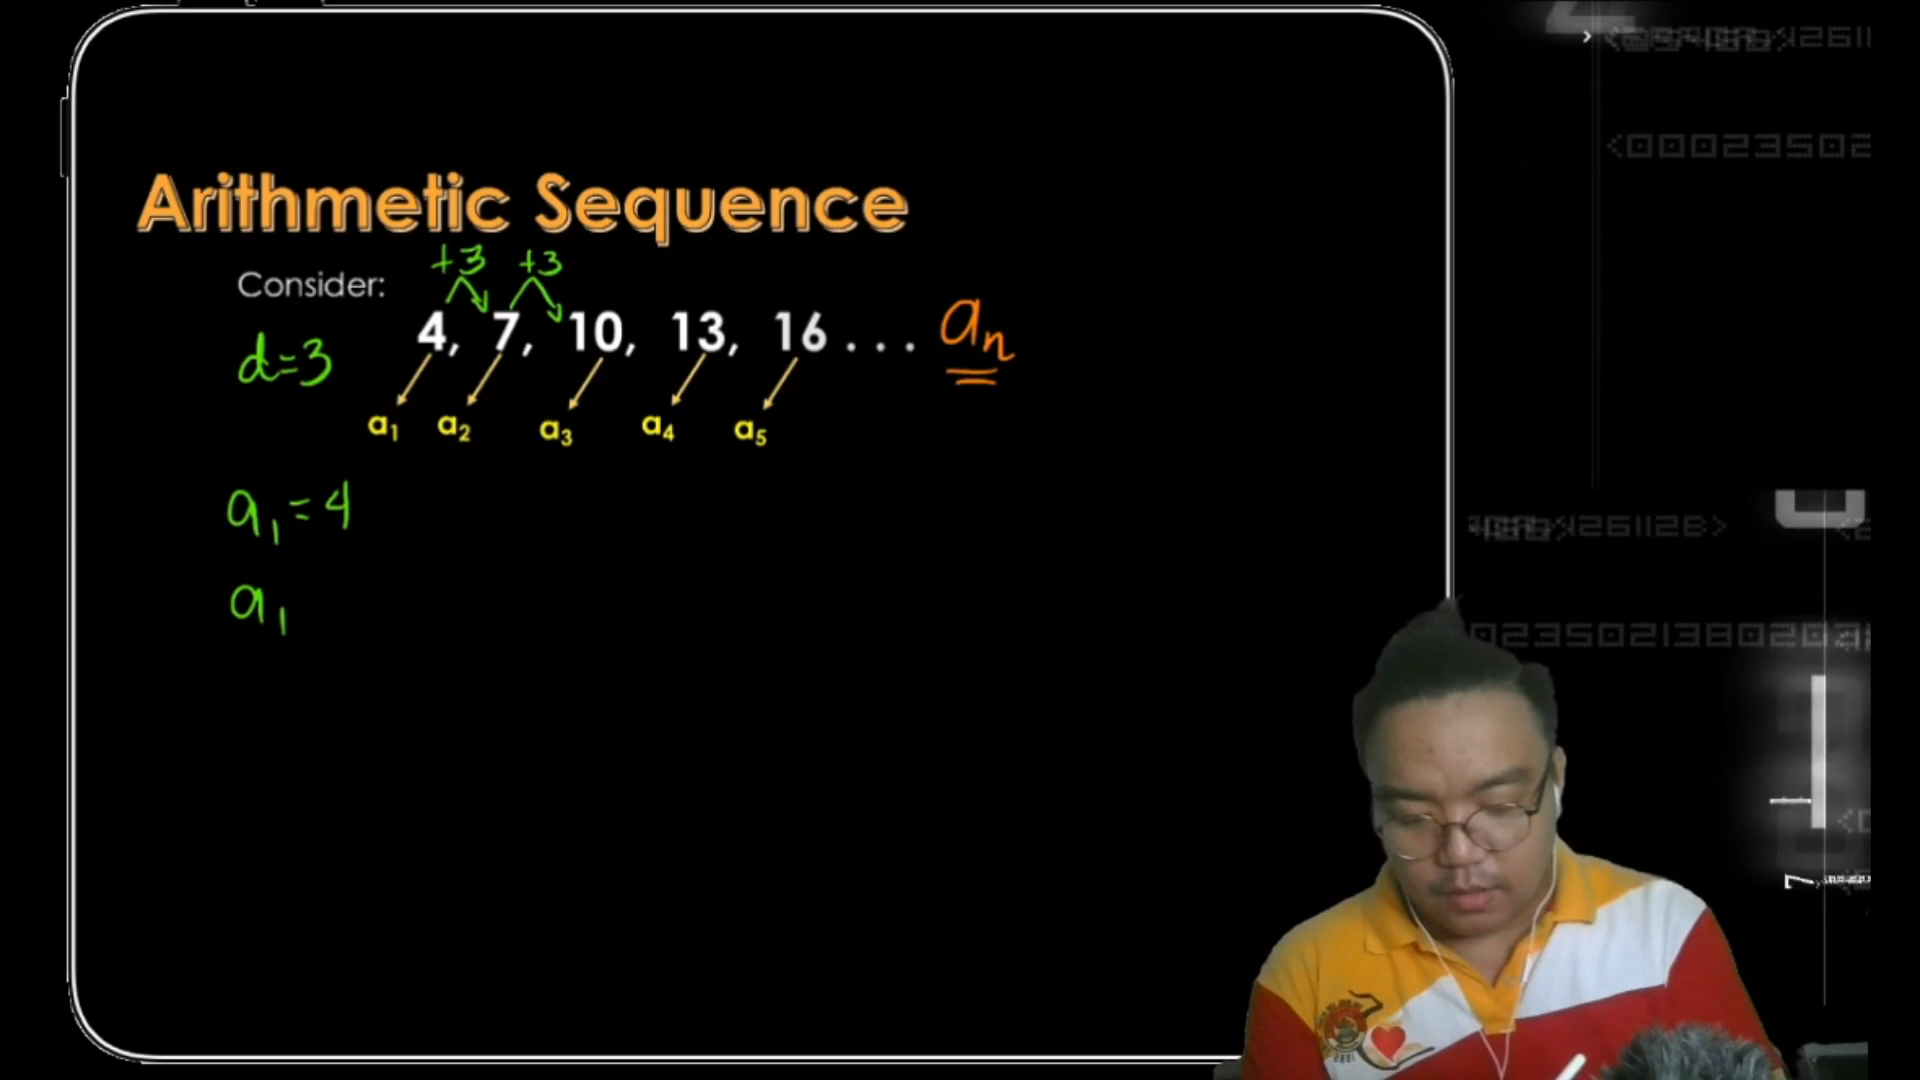 <00023502
Arithmetic Sequence
+3 +3
Consider:
4, 7, 10, 13, 16 . . . aₙ
d=3
a₁ a₂ a₃ a₄ a₅
a₁ = 4
a₁